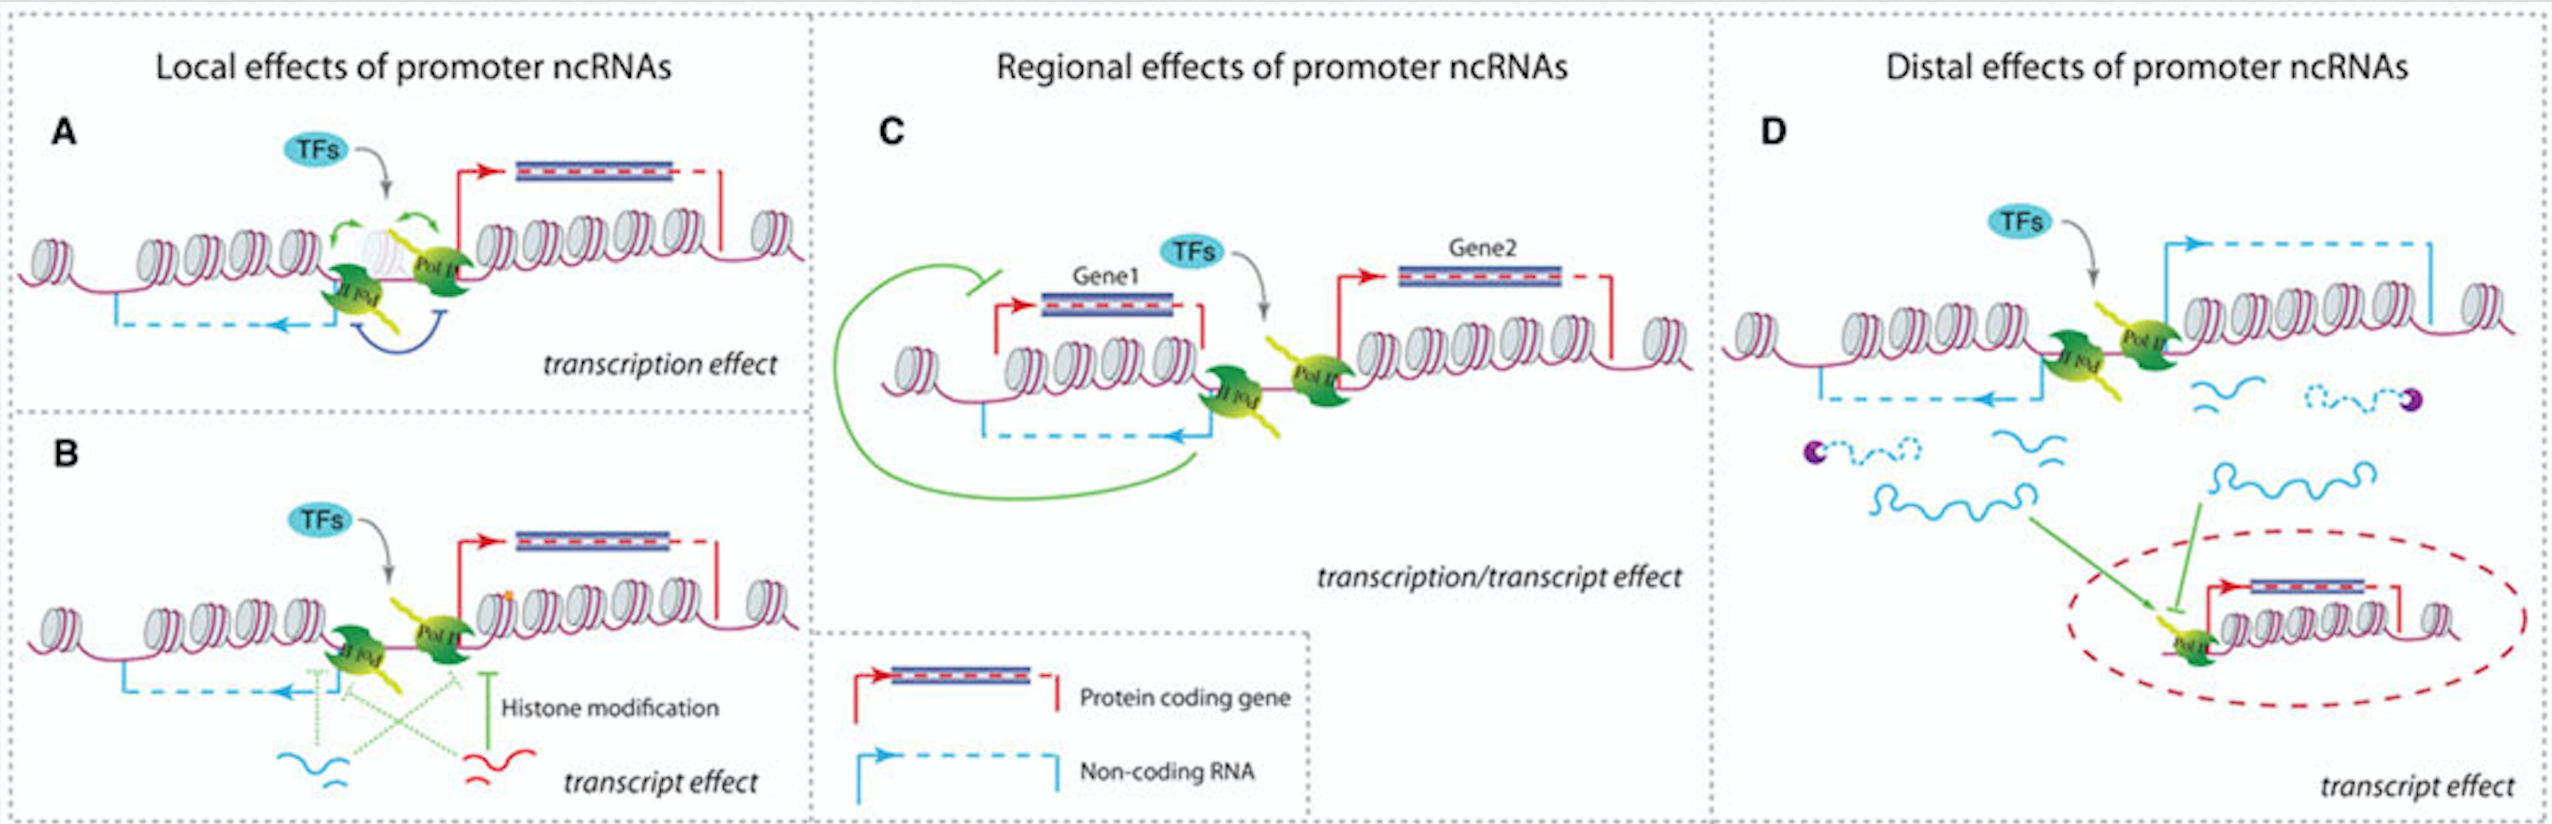 Local effects of promoter ncRNAs
A
TFs
Pol II
Pol II
transcription effect
B
TFs
Pol II
Pol II
Histone modification
transcript effect
Regional effects of promoter ncRNAs
C
TFs
Gene1
Gene2
Pol II
Pol II
transcription/transcript effect
Protein coding gene
Non-coding RNA
Distal effects of promoter ncRNAs
D
TFs
Pol II
Pol II
Pol II
transcript effect